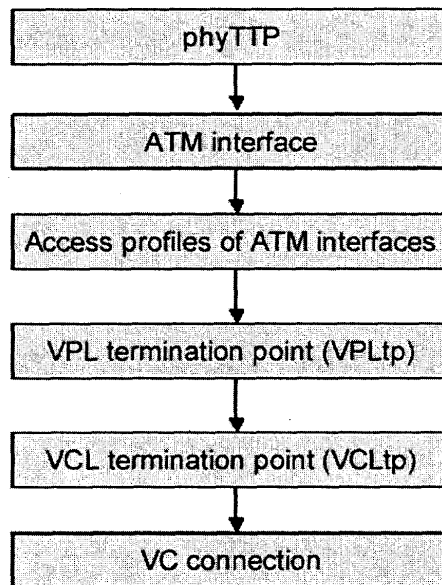 phyTTP
ATM interface
Access profiles of ATM interfaces
VPL termination point (VPLtp)
VCL termination point (VCLtp)
VC connection